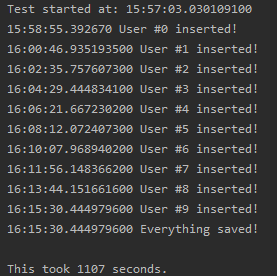 Test started at: 15:57:03.030109100
15:58:55.392670 User #0 inserted!
16:00:46.935193500 User #1 inserted!
16:02:35.757607300 User #2 inserted!
16:04:29.444834100 User #3 inserted!
16:06:21.667230200 User #4 inserted!
16:08:12.072407300 User #5 inserted!
16:10:07.968940200 User #6 inserted!
16:11:56.148366200 User #7 inserted!
16:13:44.151661600 User #8 inserted!
16:15:30.444979600 User #9 inserted!
16:15:30.444979600 Everything saved!
This took 1107 seconds.